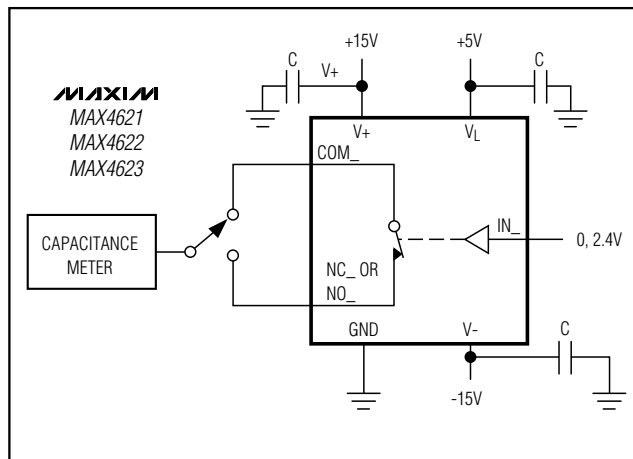 +15V
+5V
C
V+
C
MAXIM
MAX4621
MAX4622
MAX4623
V+
VL
COM_
CAPACITANCE
METER
IN_
0, 2.4V
NC_ OR
NO_
GND
V-
C
-15V